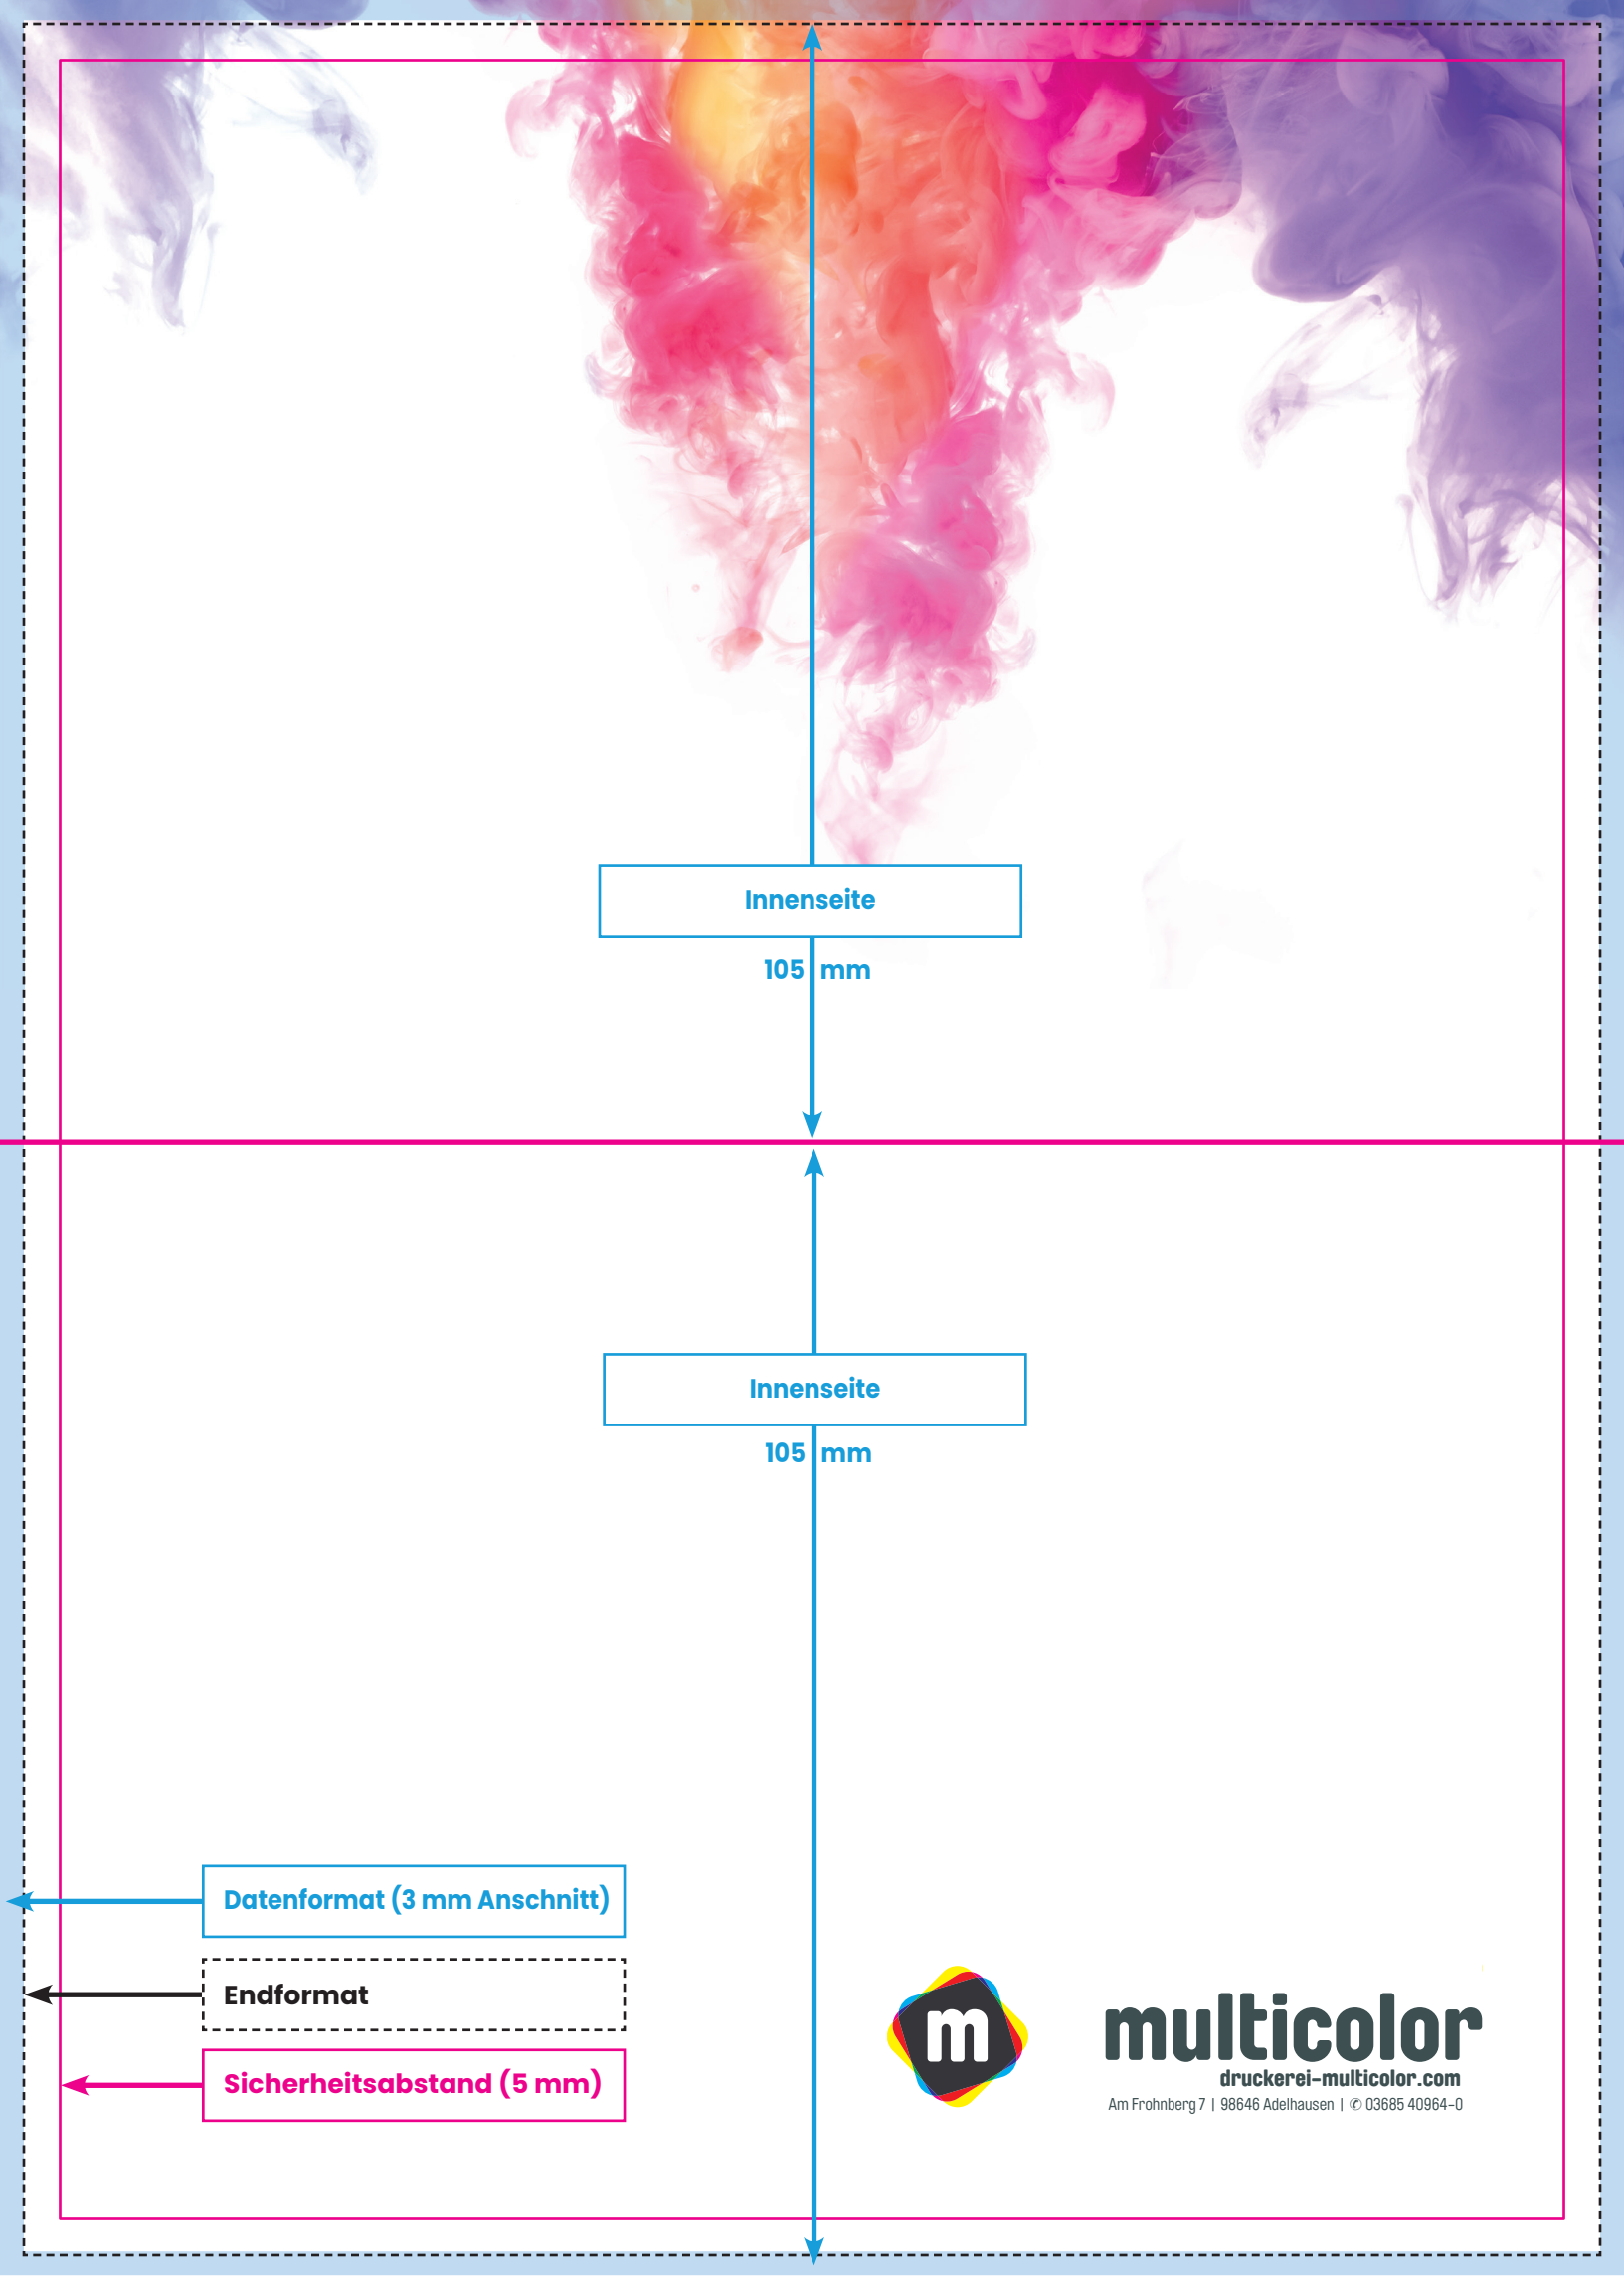 Innenseite
105 mm
Innenseite
105 mm
Datenformat (3 mm Anschnitt)
Endformat
Sicherheitsabstand (5 mm)
m
multicolor
druckerei-multicolor.com
Am Frohnberg 7 | 98646 Adelhausen | ✆ 03685 40964-0